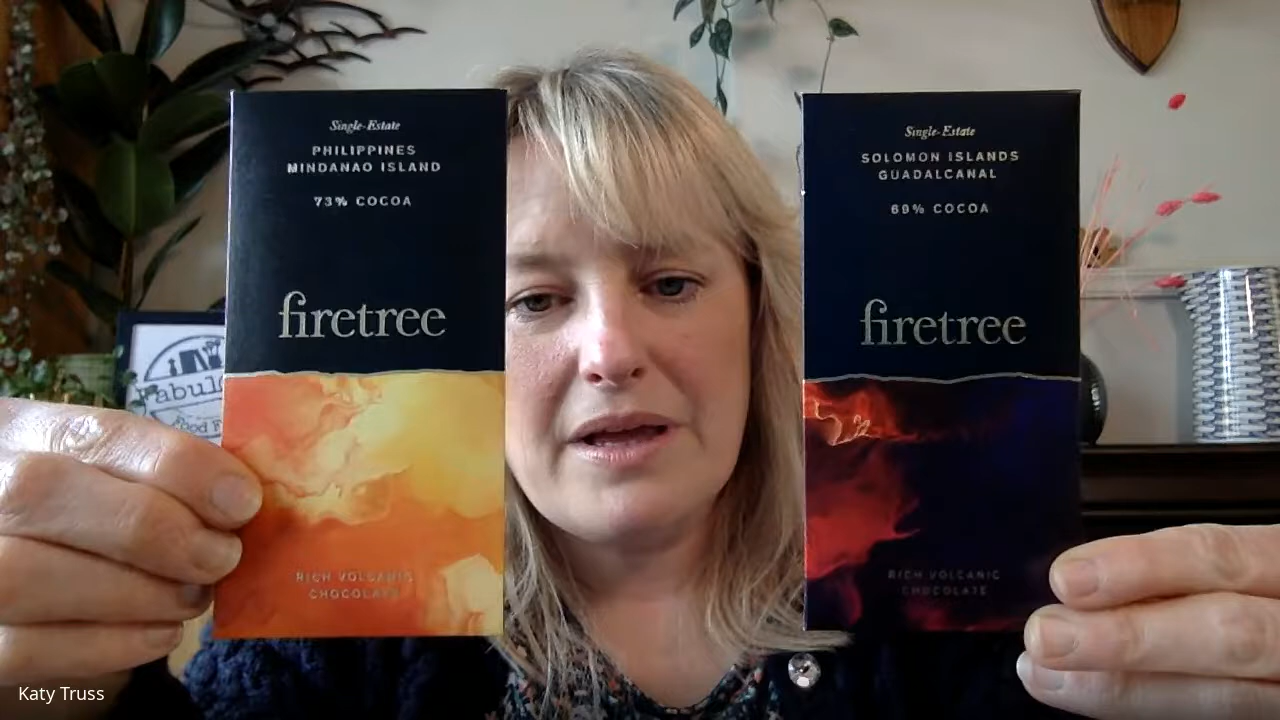 Single-Estate
PHILIPPINES
MINDANAO ISLAND
73% COCOA
firetree
RICH VOLCANIC
CHOCOLATE
Single-Estate
SOLOMON ISLANDS
GUADALCANAL
69% COCOA
firetree
RICH VOLCANIC
CHOCOLATE
Katy Truss